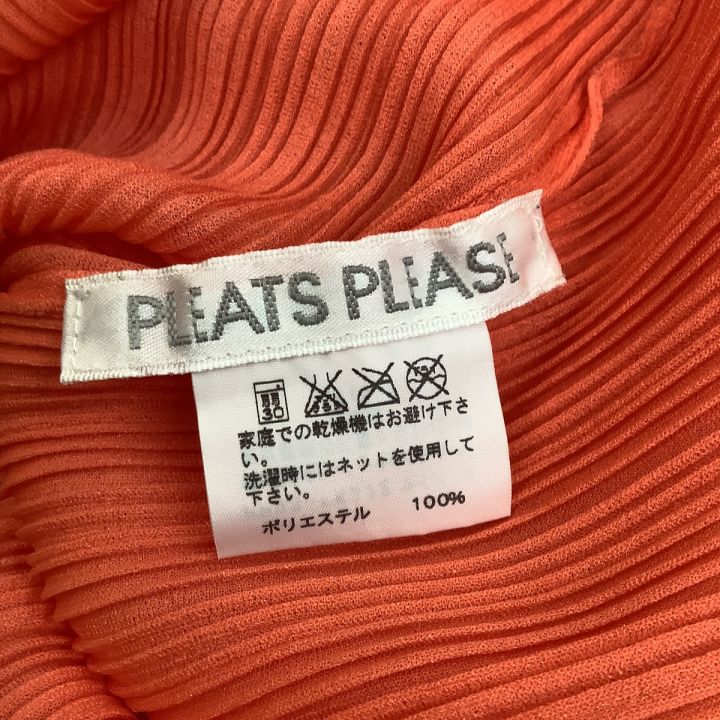 PLEATS PLEASE
弱
30
家庭での乾燥機はお避け下さ
い。
洗濯時にはネットを使用して
下さい。
ポリエステル 100%